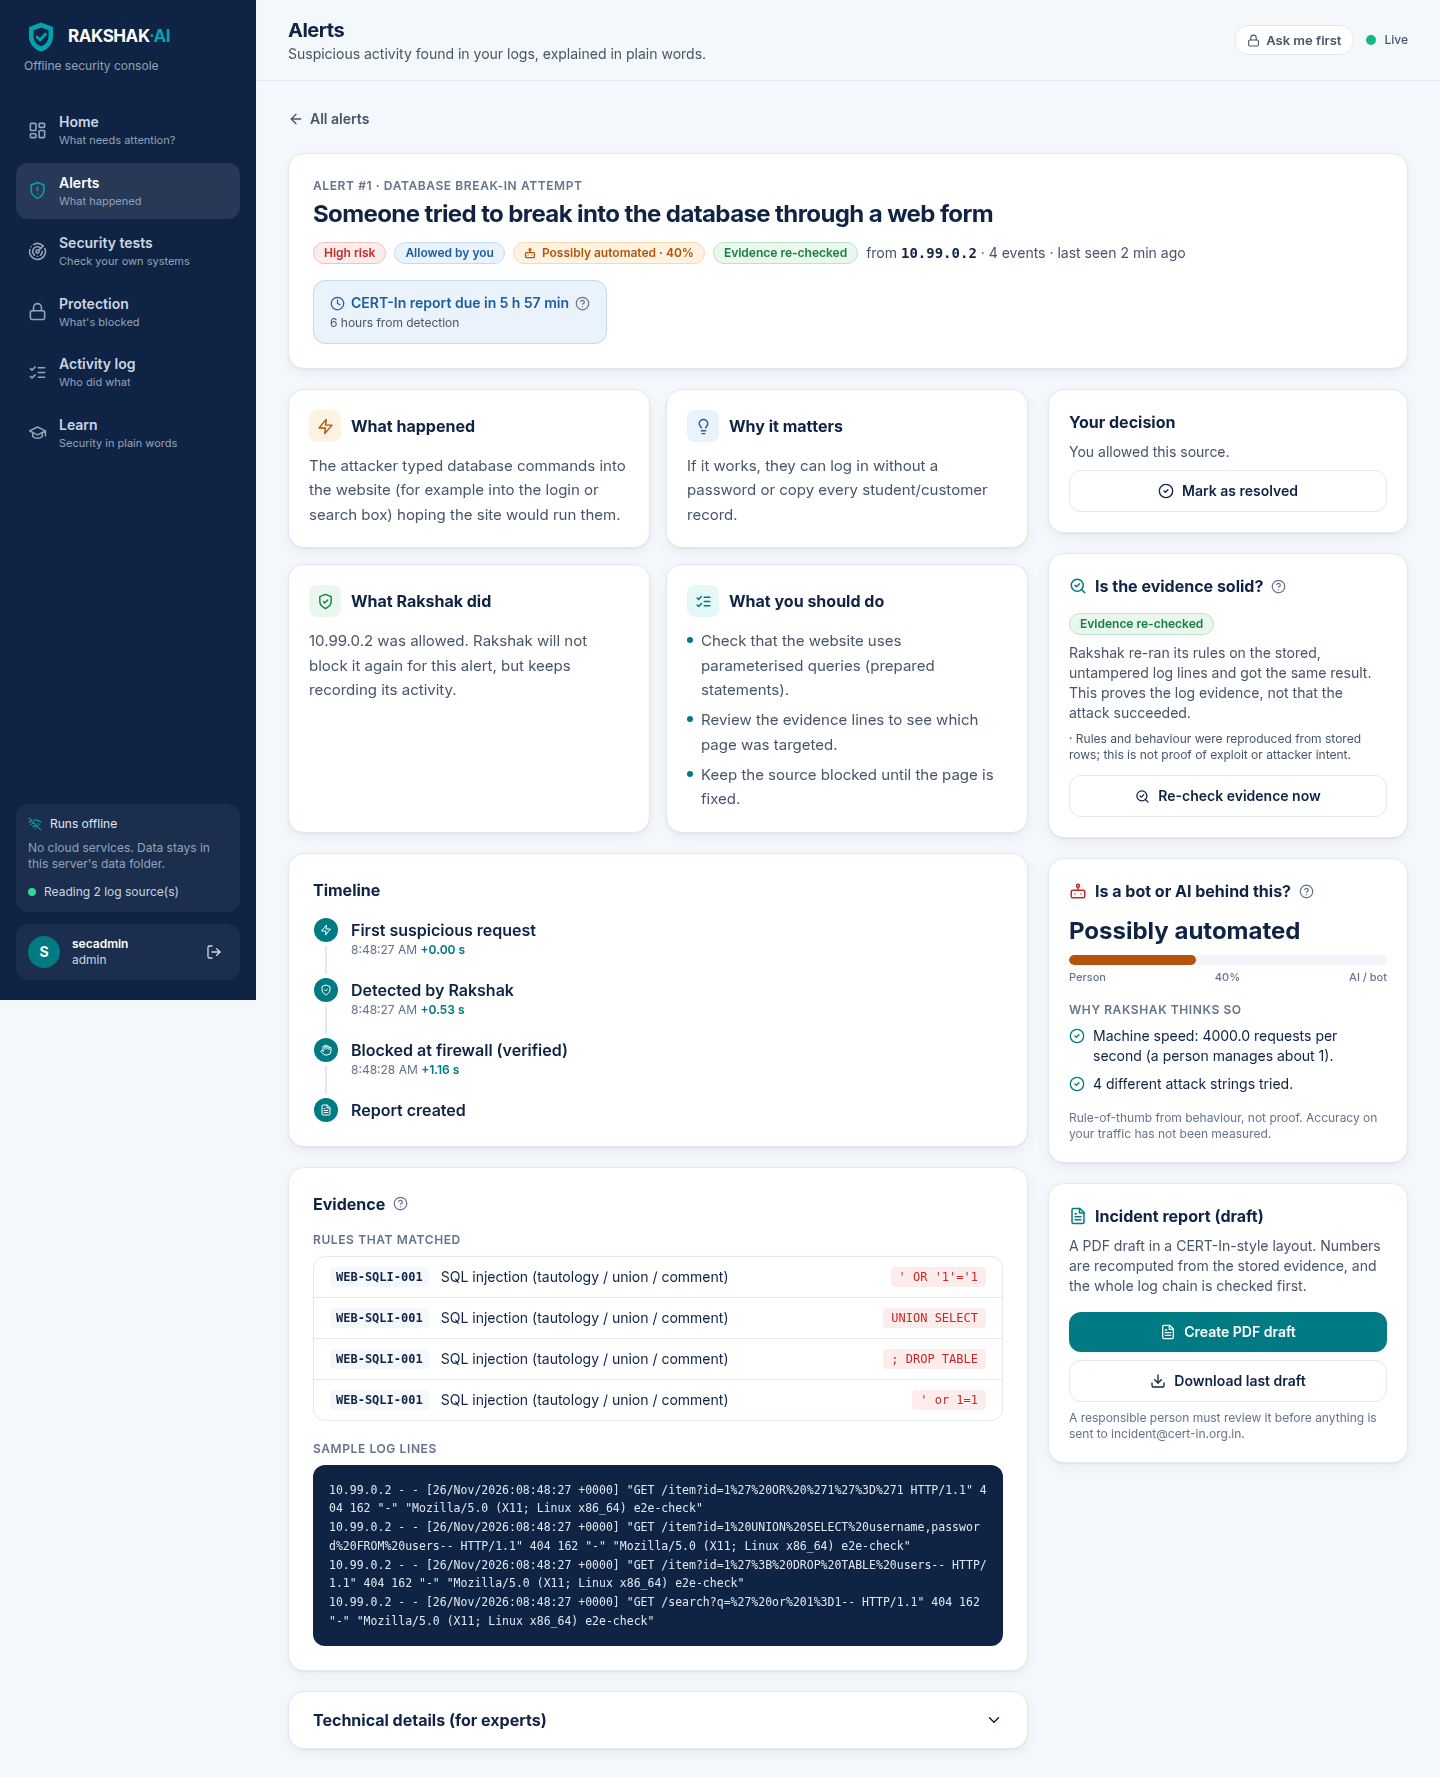 RAKSHAK·AI
Offline security console
Home
What needs attention?
Alerts
What happened
Security tests
Check your own systems
Protection
What's blocked
Activity log
Who did what
Learn
Security in plain words
Runs offline
No cloud services. Data stays in
this server's data folder.
Reading 2 log source(s)
S
secadmin
admin
Alerts
Suspicious activity found in your logs, explained in plain words.
Ask me first
Live
All alerts
ALERT #1 · DATABASE BREAK-IN ATTEMPT
Someone tried to break into the database through a web form
High risk
Allowed by you
Possibly automated · 40%
Evidence re-checked
from 10.99.0.2 · 4 events · last seen 2 min ago
CERT-In report due in 5 h 57 min
6 hours from detection
What happened
The attacker typed database commands into
the website (for example into the login or
search box) hoping the site would run them.
Why it matters
If it works, they can log in without a
password or copy every student/customer
record.
What Rakshak did
10.99.0.2 was allowed. Rakshak will not
block it again for this alert, but keeps
recording its activity.
What you should do
Check that the website uses
parameterised queries (prepared
statements).
Review the evidence lines to see which
page was targeted.
Keep the source blocked until the page is
fixed.
Timeline
First suspicious request
8:48:27 AM +0.00 s
Detected by Rakshak
8:48:27 AM +0.53 s
Blocked at firewall (verified)
8:48:28 AM +1.16 s
Report created
Evidence
RULES THAT MATCHED
WEB-SQLI-001 SQL injection (tautology / union / comment) ' OR '1'='1
WEB-SQLI-001 SQL injection (tautology / union / comment) UNION SELECT
WEB-SQLI-001 SQL injection (tautology / union / comment) ; DROP TABLE
WEB-SQLI-001 SQL injection (tautology / union / comment) ' or 1=1
SAMPLE LOG LINES
10.99.0.2 - - [26/Nov/2026:08:48:27 +0000] "GET /item?id=1%27%20OR%20%271%27%3D%271 HTTP/1.1" 4
04 162 "-" "Mozilla/5.0 (X11; Linux x86_64) e2e-check"
10.99.0.2 - - [26/Nov/2026:08:48:27 +0000] "GET /item?id=1%20UNION%20SELECT%20username,passwor
d%20FROM%20users-- HTTP/1.1" 404 162 "-" "Mozilla/5.0 (X11; Linux x86_64) e2e-check"
10.99.0.2 - - [26/Nov/2026:08:48:27 +0000] "GET /item?id=1%27%3B%20DROP%20TABLE%20users-- HTTP/
1.1" 404 162 "-" "Mozilla/5.0 (X11; Linux x86_64) e2e-check"
10.99.0.2 - - [26/Nov/2026:08:48:27 +0000] "GET /search?q=%27%20or%201%3D1-- HTTP/1.1" 404 162
"-" "Mozilla/5.0 (X11; Linux x86_64) e2e-check"
Technical details (for experts)
Your decision
You allowed this source.
Mark as resolved
Is the evidence solid?
Evidence re-checked
Rakshak re-ran its rules on the stored,
untampered log lines and got the same result.
This proves the log evidence, not that the
attack succeeded.
· Rules and behaviour were reproduced from stored
rows; this is not proof of exploit or attacker intent.
Re-check evidence now
Is a bot or AI behind this?
Possibly automated
Person 40% AI / bot
WHY RAKSHAK THINKS SO
Machine speed: 4000.0 requests per
second (a person manages about 1).
4 different attack strings tried.
Rule-of-thumb from behaviour, not proof. Accuracy on
your traffic has not been measured.
Incident report (draft)
A PDF draft in a CERT-In-style layout. Numbers
are recomputed from the stored evidence, and
the whole log chain is checked first.
Create PDF draft
Download last draft
A responsible person must review it before anything is
sent to incident@cert-in.org.in.